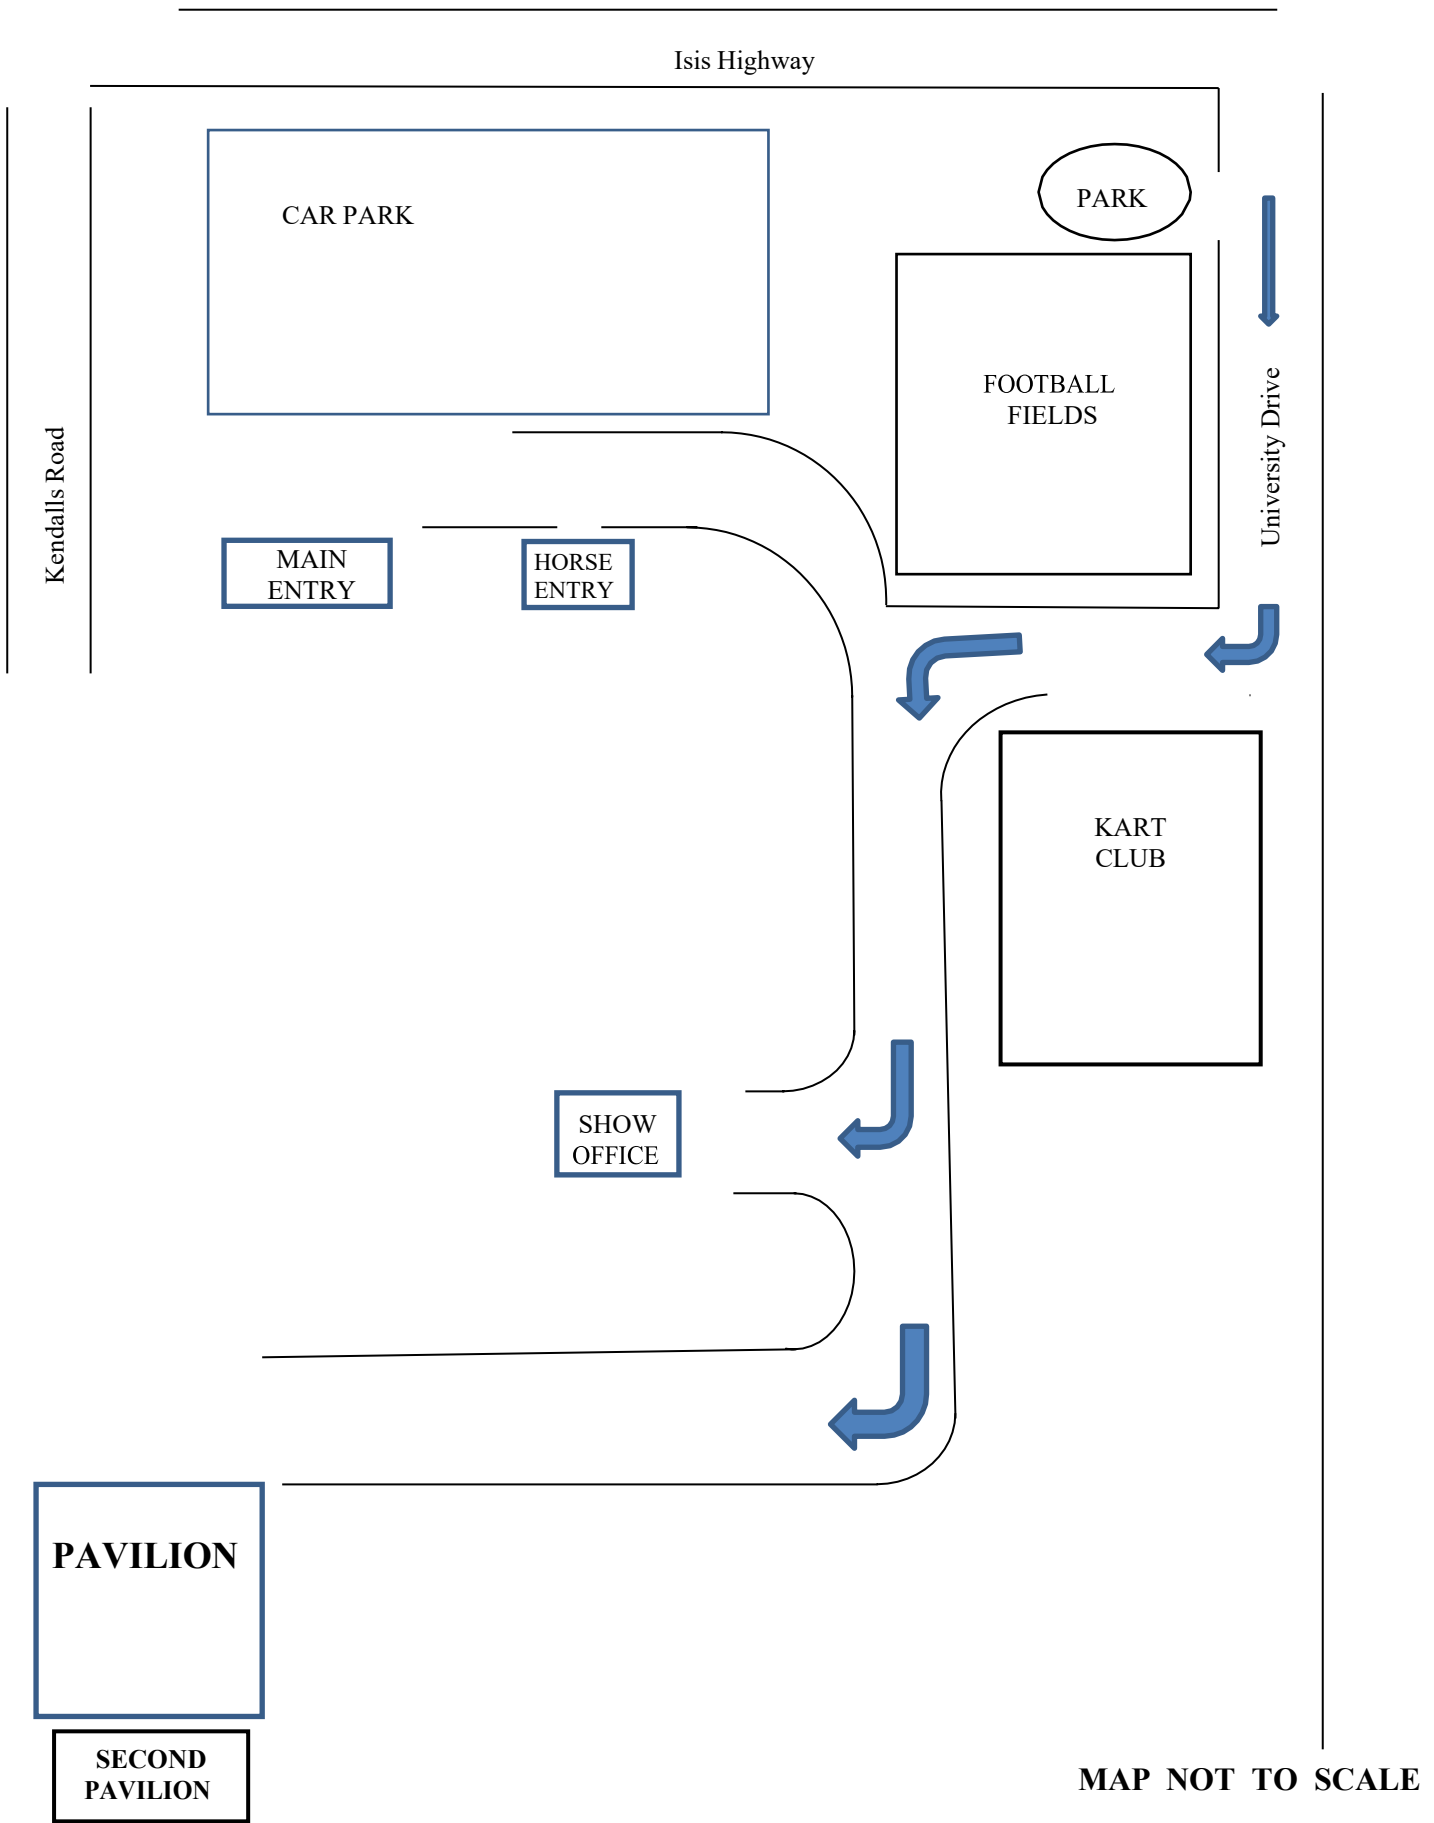 Isis Highway
CAR PARK
PARK
FOOTBALL
FIELDS
University Drive
Kendalls Road
MAIN
ENTRY
HORSE
ENTRY
KART
CLUB
SHOW
OFFICE
PAVILION
SECOND
PAVILION
MAP NOT TO SCALE